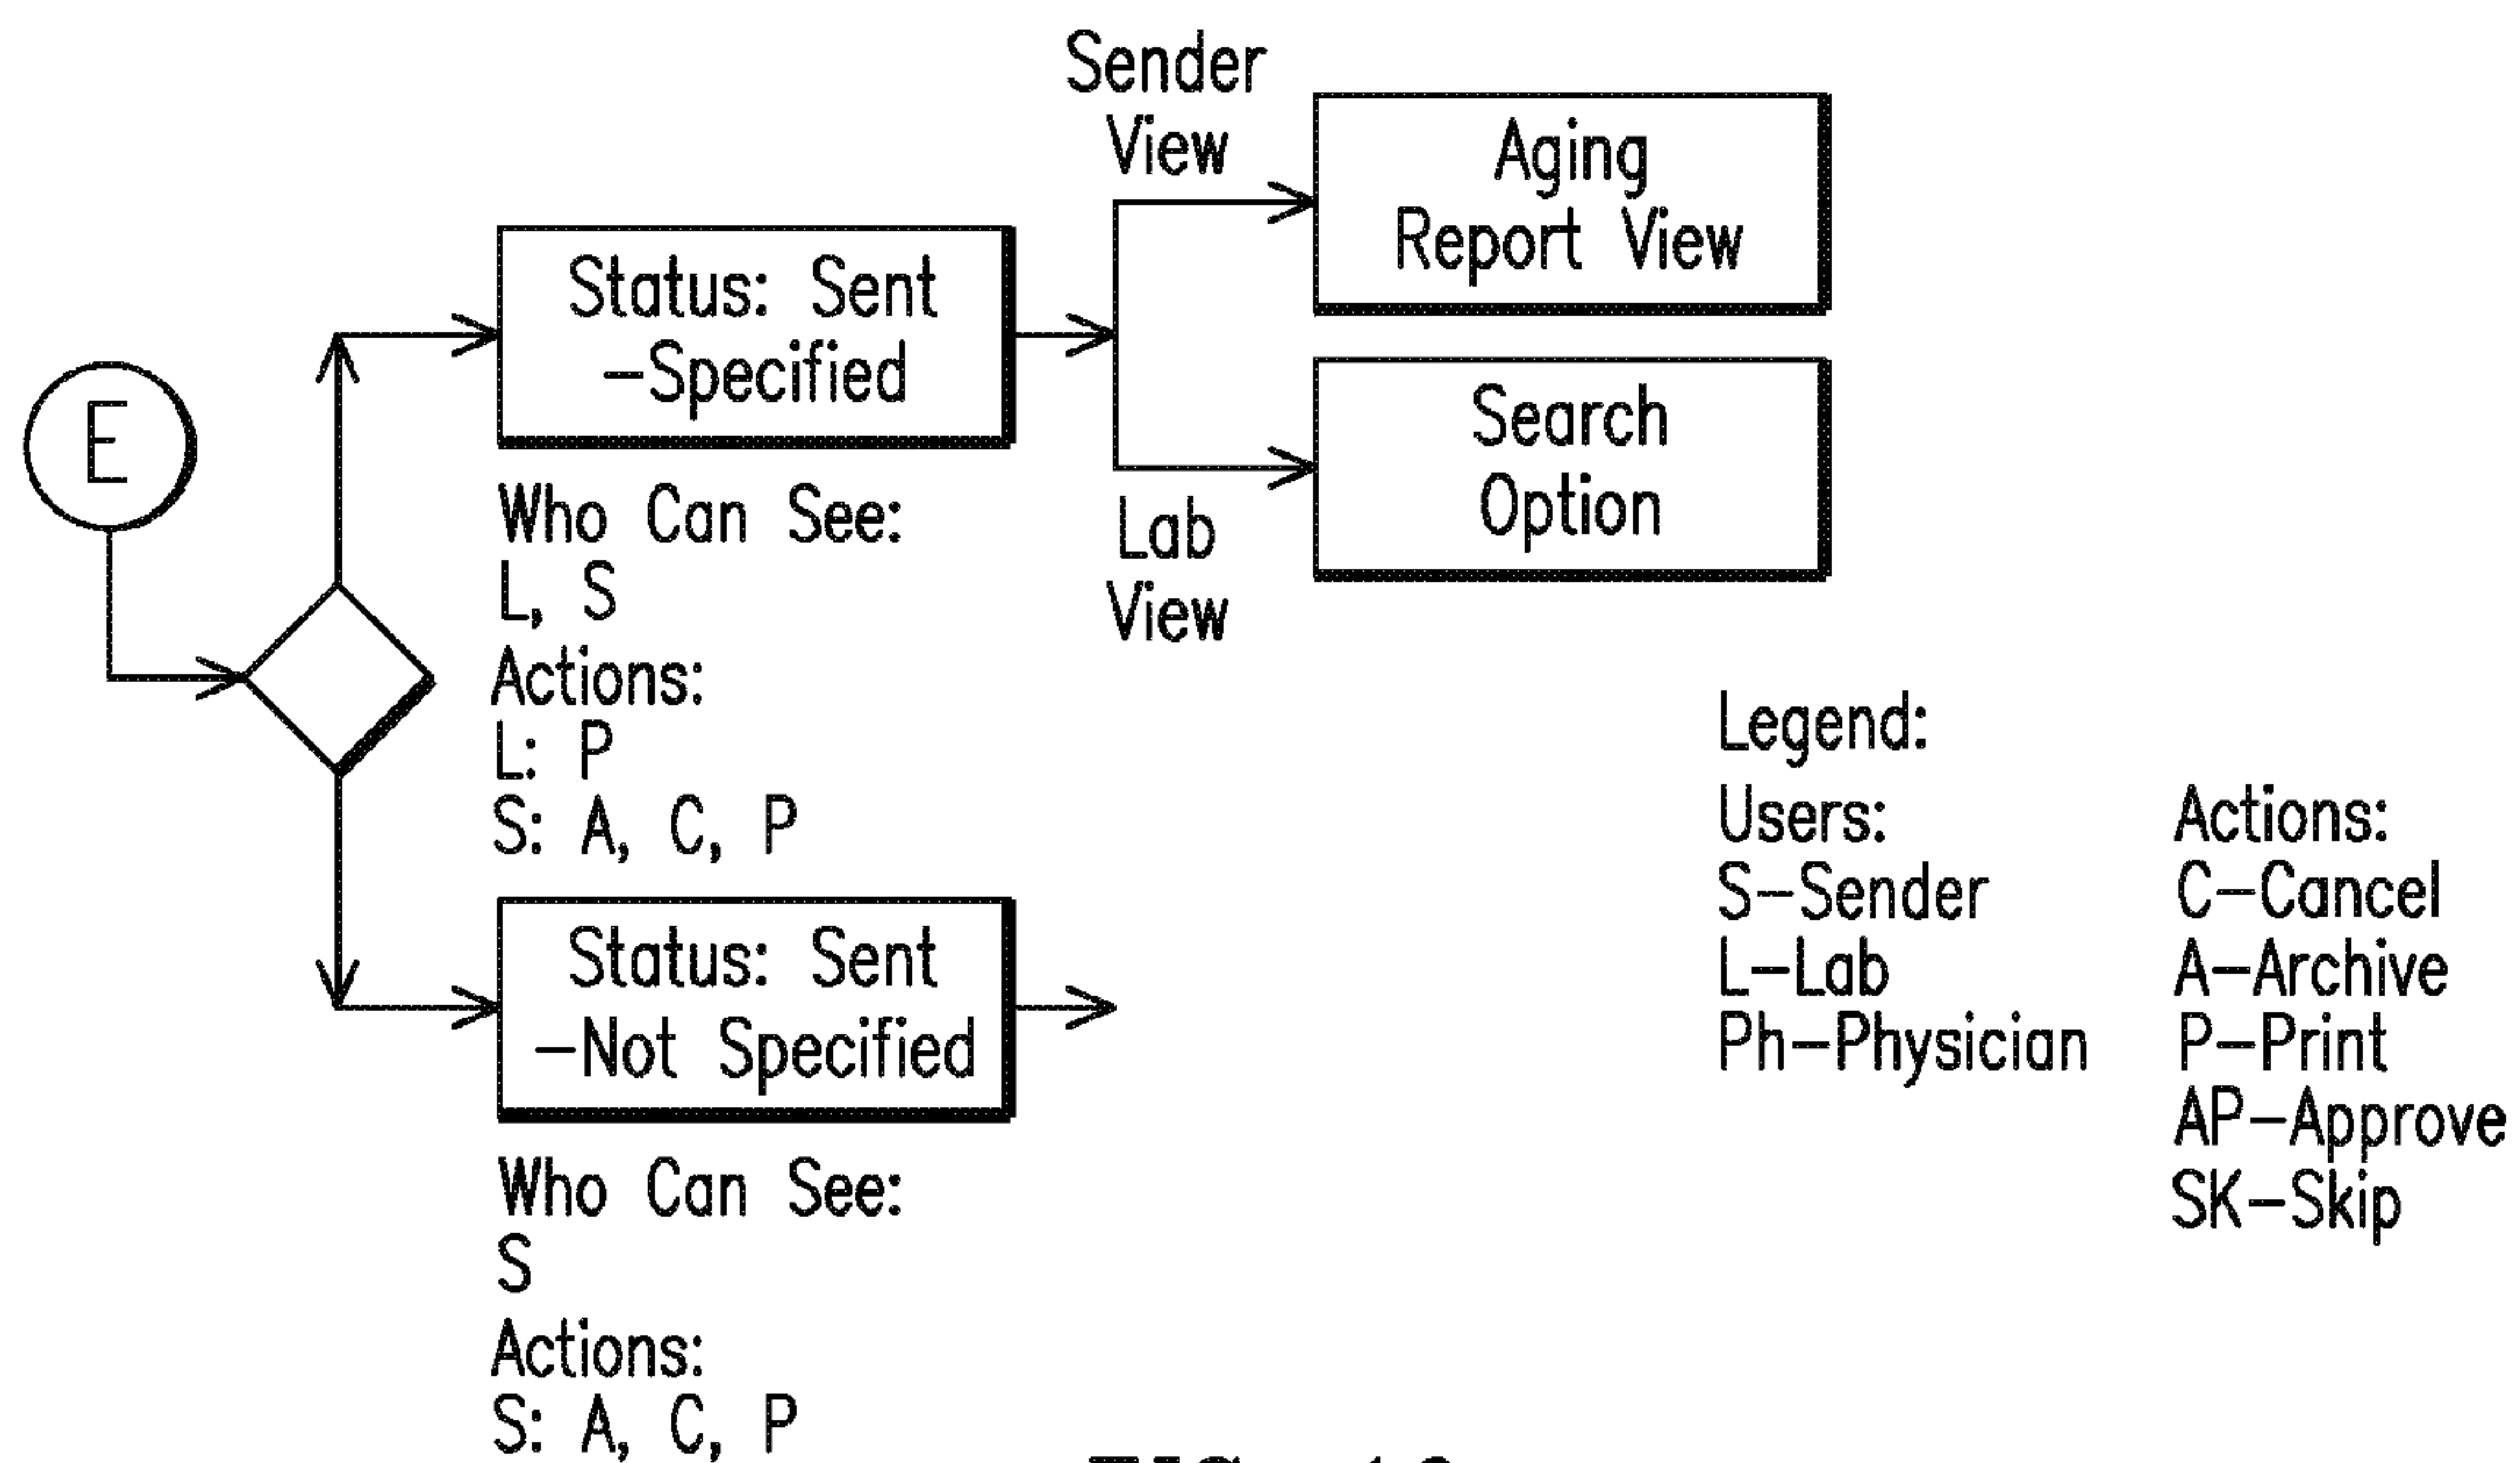 Sender
View
Aging
Report View
Status: Sent
-Specified
E
Search
Option
Who Can See:
L, S
Lab
View
Actions:
L: P
S: A, C, P
Legend:
Users:
S-Sender
L-Lab
Ph-Physician
Actions:
C-Cancel
A-Archive
P-Print
AP-Approve
SK-Skip
Status: Sent
-Not Specified
Who Can See:
S
Actions:
S: A, C, P